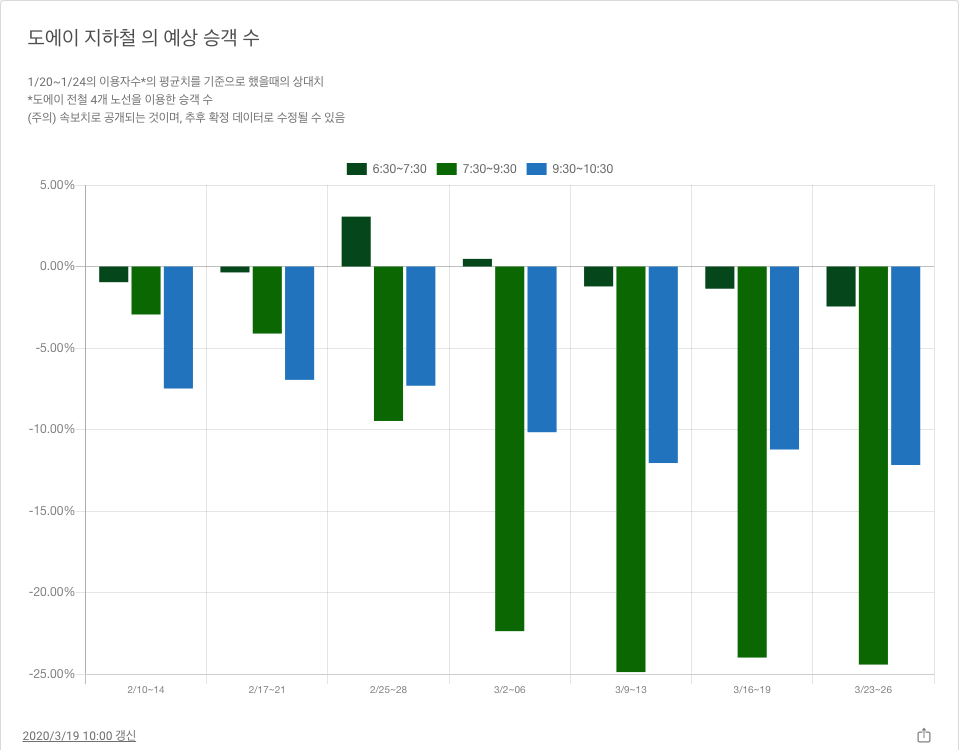 도에이 지하철 의 예상 승객 수
1/20~1/24의 이용자수*의 평균치를 기준으로 했을때의 상대치
*도에이 전철 4개 노선을 이용한 승객 수
(주의) 속보치로 공개되는 것이며, 추후 확정 데이터로 수정될 수 있음
6:30~7:30 7:30~9:30 9:30~10:30
5.00%
0.00%
-5.00%
-10.00%
-15.00%
-20.00%
-25.00%
2/10~14 2/17~21 2/25~28 3/2~06 3/9~13 3/16~19 3/23~26
2020/3/19 10:00 갱신